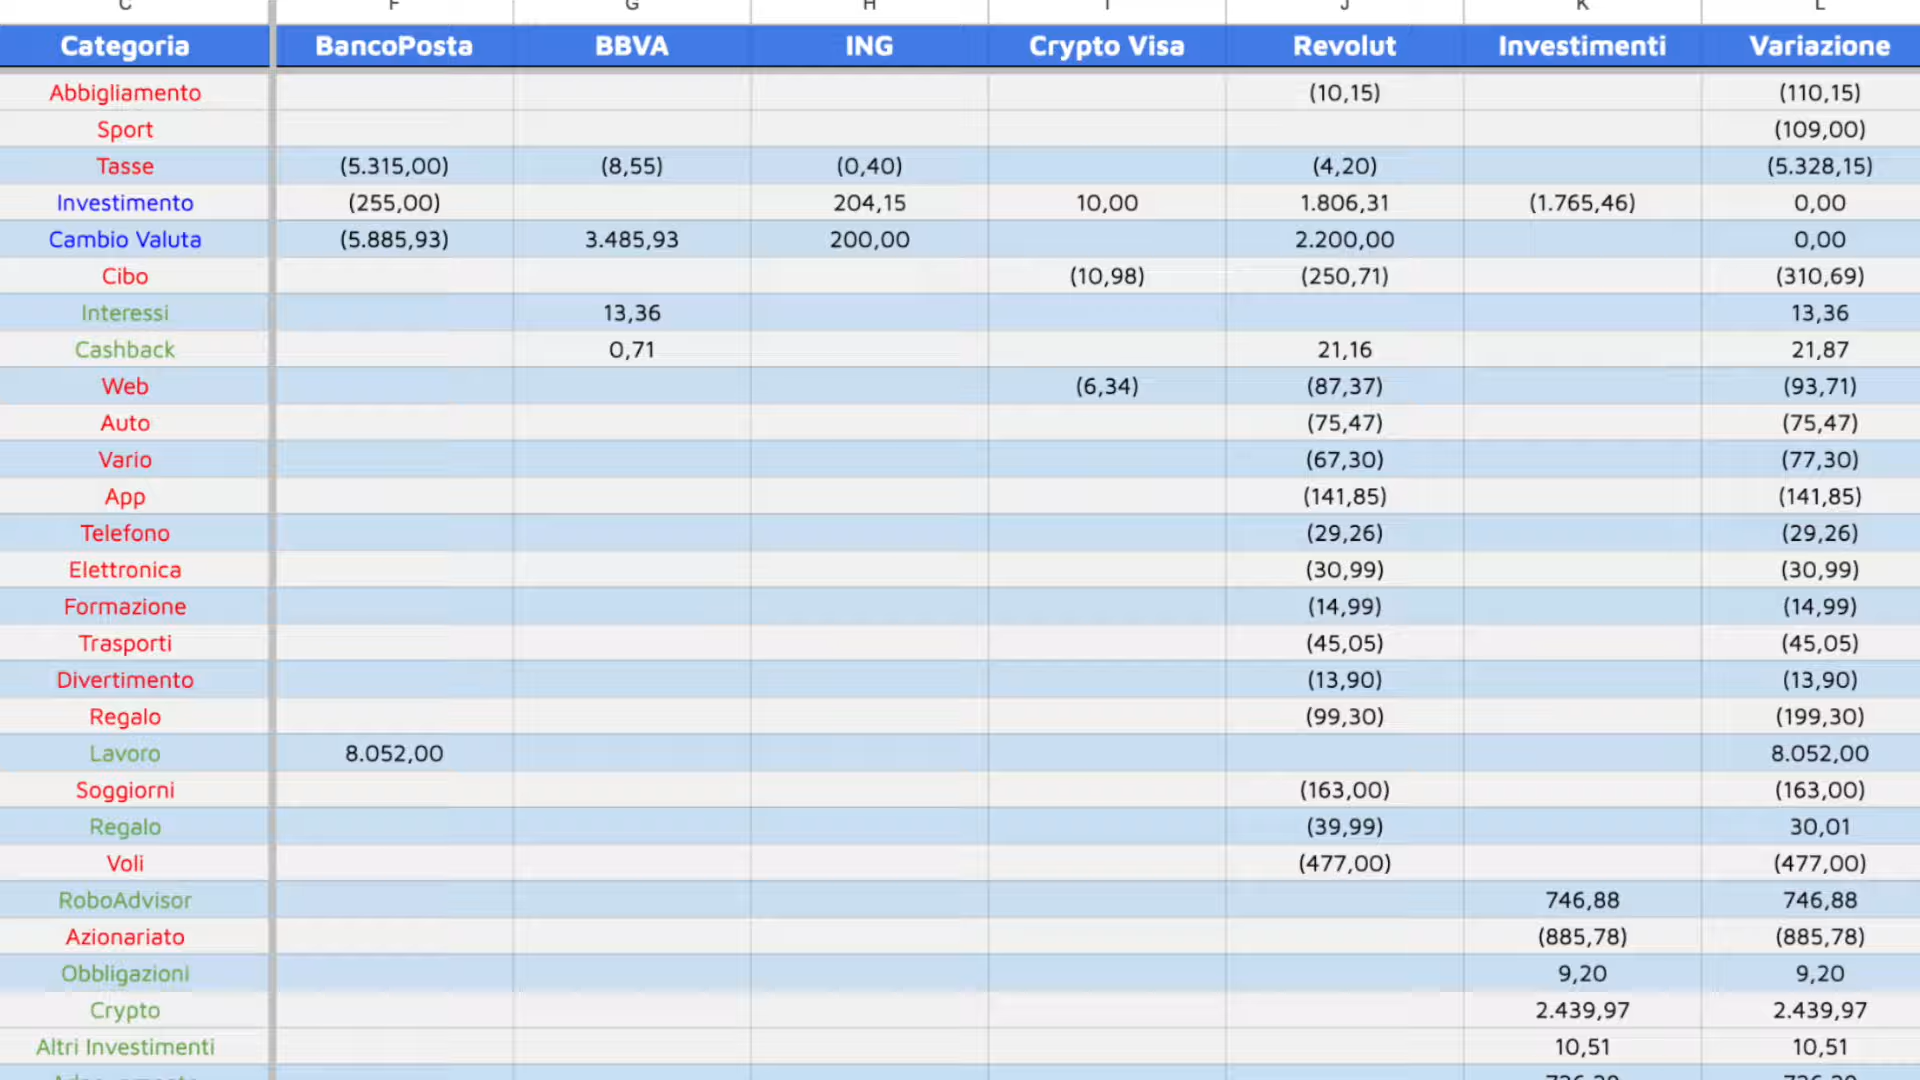 C F G H I J K L
Categoria BancoPosta BBVA ING Crypto Visa Revolut Investimenti Variazione
Abbigliamento (10,15) (110,15)
Sport (109,00)
Tasse (5.315,00) (8,55) (0,40) (4,20) (5.328,15)
Investimento (255,00) 204,15 10,00 1.806,31 (1.765,46) 0,00
Cambio Valuta (5.885,93) 3.485,93 200,00 2.200,00 0,00
Cibo (10,98) (250,71) (310,69)
Interessi 13,36 13,36
Cashback 0,71 21,16 21,87
Web (6,34) (87,37) (93,71)
Auto (75,47) (75,47)
Vario (67,30) (77,30)
App (141,85) (141,85)
Telefono (29,26) (29,26)
Elettronica (30,99) (30,99)
Formazione (14,99) (14,99)
Trasporti (45,05) (45,05)
Divertimento (13,90) (13,90)
Regalo (99,30) (199,30)
Lavoro 8.052,00 8.052,00
Soggiorni (163,00) (163,00)
Regalo (39,99) 30,01
Voli (477,00) (477,00)
RoboAdvisor 746,88 746,88
Azionariato (885,78) (885,78)
Obbligazioni 9,20 9,20
Crypto 2.439,97 2.439,97
Altri Investimenti 10,51 10,51